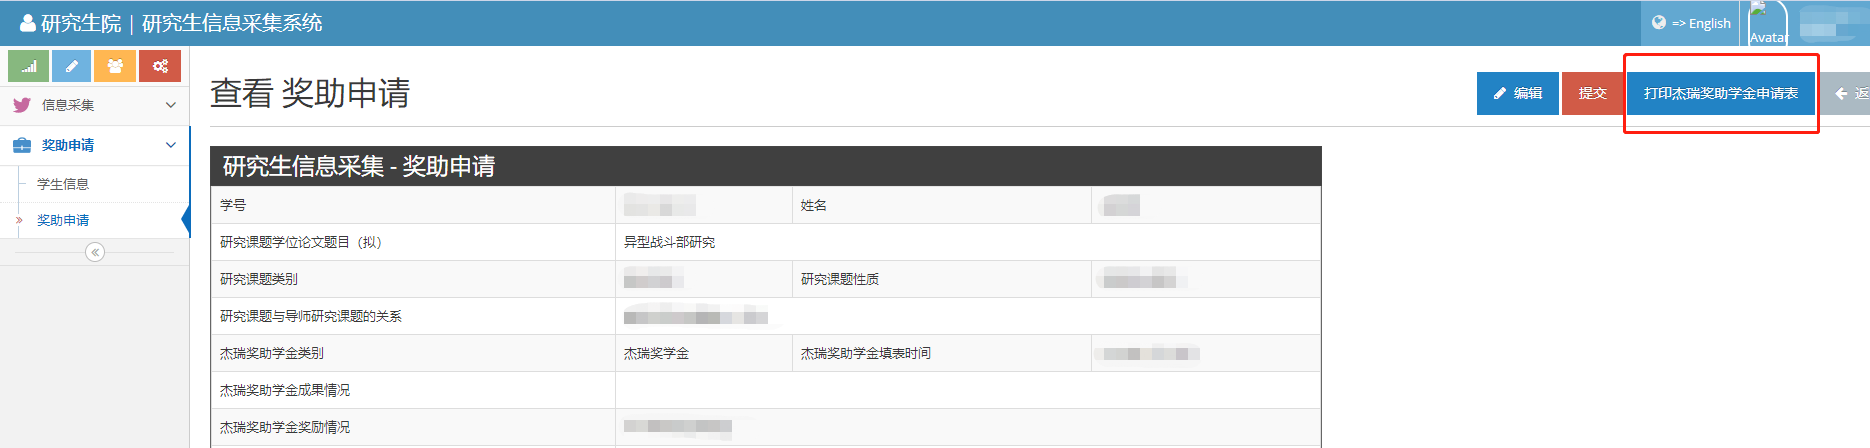 研究生院 | 研究生信息采集系统
=> English
Avatar
信息采集
奖助申请
学生信息
奖助申请
查看 奖助申请
编辑
提交
打印杰瑞奖助学金申请表
返
研究生信息采集 - 奖助申请
学号
姓名
研究课题学位论文题目（拟） 异型战斗部研究
研究课题类别
研究课题性质
研究课题与导师研究课题的关系
杰瑞奖助学金类别 杰瑞奖学金 杰瑞奖助学金填表时间
杰瑞奖助学金成果情况
杰瑞奖助学金奖励情况